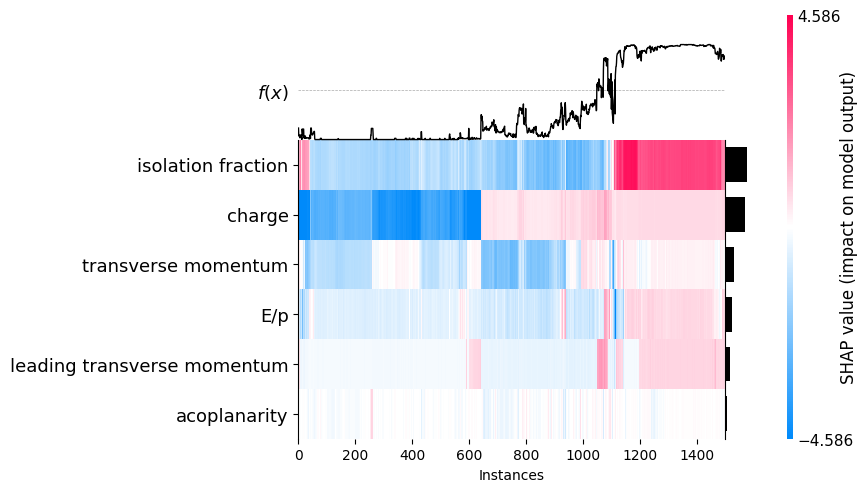 4.586
f(x)
isolation fraction
charge
transverse momentum
E/p
leading transverse momentum
acoplanarity
0 200 400 600 800 1000 1200 1400
Instances
−4.586
SHAP value (impact on model output)